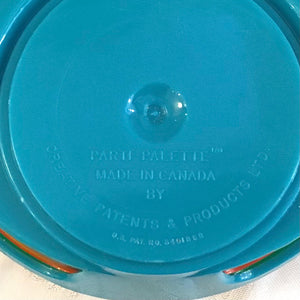 PARTI-PALETTE™
MADE IN CANADA
BY
CREATIVE PATENTS & PRODUCTS LTD.
U.S. PAT. NO.